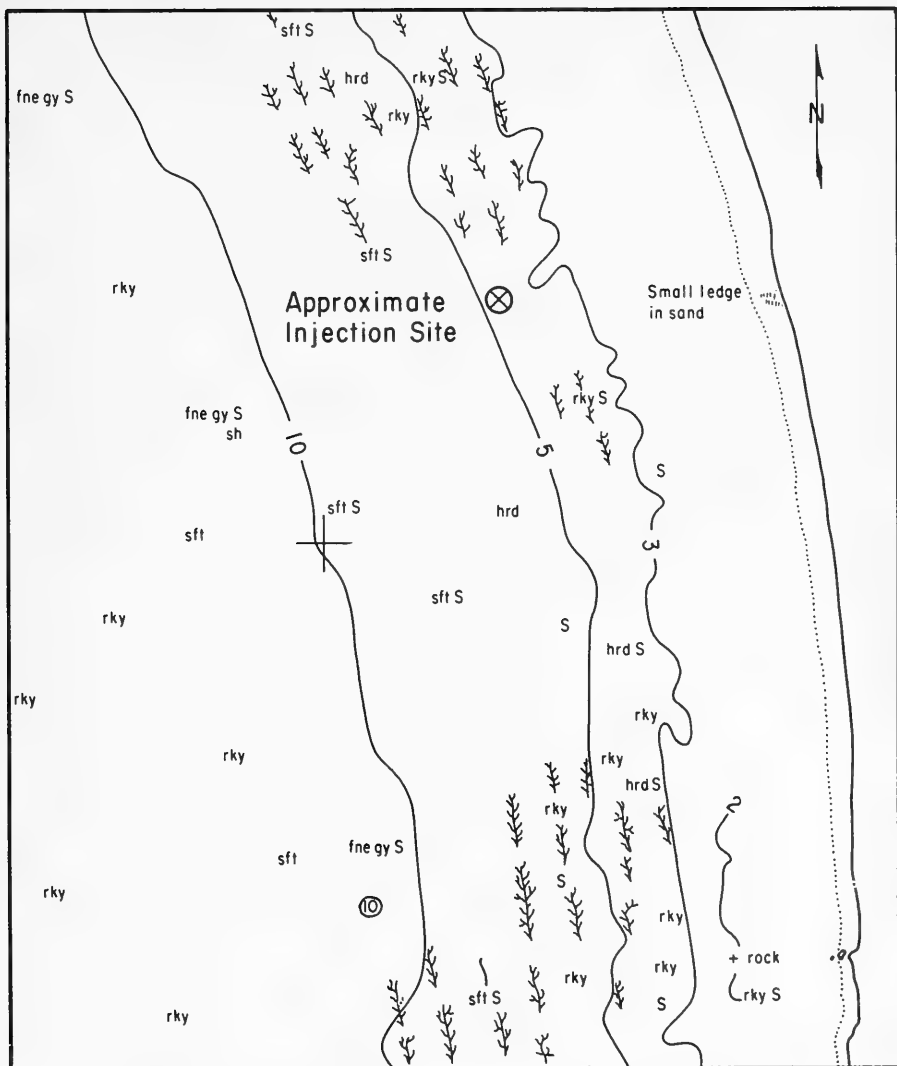 sft S
hrd
rky S
fne gy S
rky
N
sft S
rky
Small ledge
in sand
Approximate
Injection Site
rky S
fne gy S
sh
10
5
S
sft S
hrd
sft
3
sft S
rky
S
hrd S
rky
rky
rky
rky
hrd S
rky
2
fne gy S
sft
S
rky
10
rky
+ rock
rky
rky
sft S
rky S
S
rky